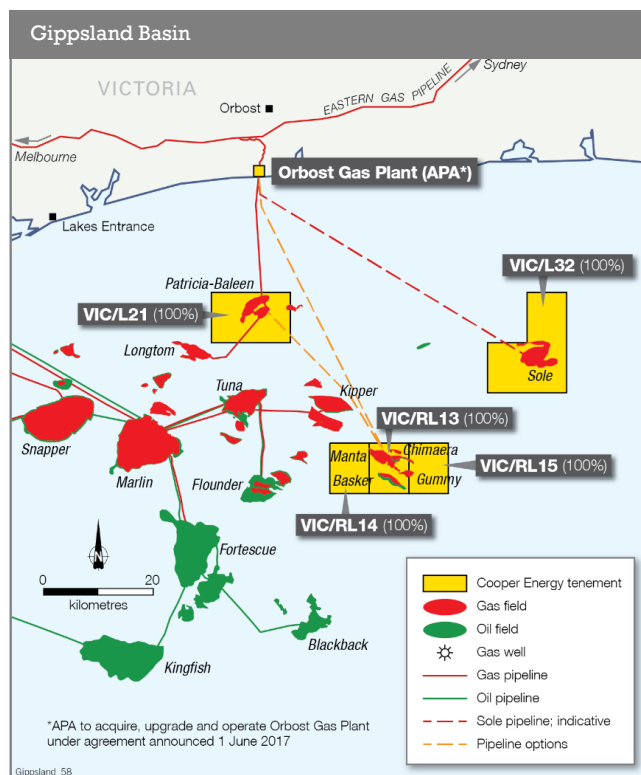 Gippsland Basin
Sydney
VICTORIA
EASTERN GAS PIPELINE
Orbost
Melbourne
Orbost Gas Plant (APA*)
Lakes Entrance
VIC/L32 (100%)
Patricia-Baleen
VIC/L21 (100%)
Longtom
Sole
Tuna
Kipper
VIC/RL13 (100%)
Snapper
Manta
Chimaera
VIC/RL15 (100%)
Marlin
Flounder
Basker
Gummy
VIC/RL14 (100%)
N
Fortescue
0 20
kilometres
Blackback
Kingfish
Cooper Energy tenement
Gas field
Oil field
Gas well
Gas pipeline
Oil pipeline
Sole pipeline; indicative
Pipeline options
*APA to acquire, upgrade and operate Orbost Gas Plant
under agreement announced 1 June 2017
Gippsland_58